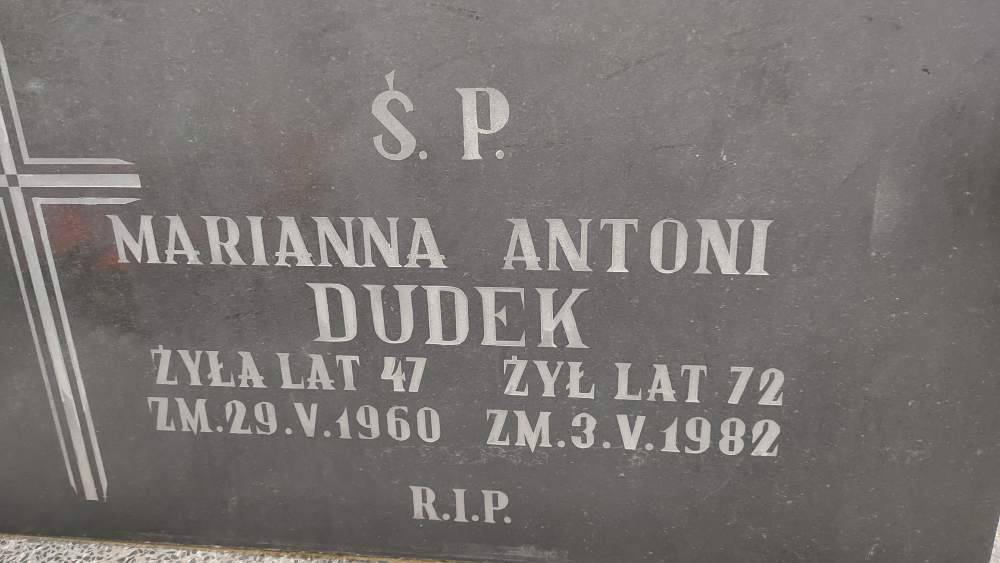 Ś. P.
MARIANNA ANTONI
DUDEK
ŻYŁA LAT 47 ŻYŁ LAT 72
ZM.29.V.1960 ZM.3.V.1982
R.I.P.